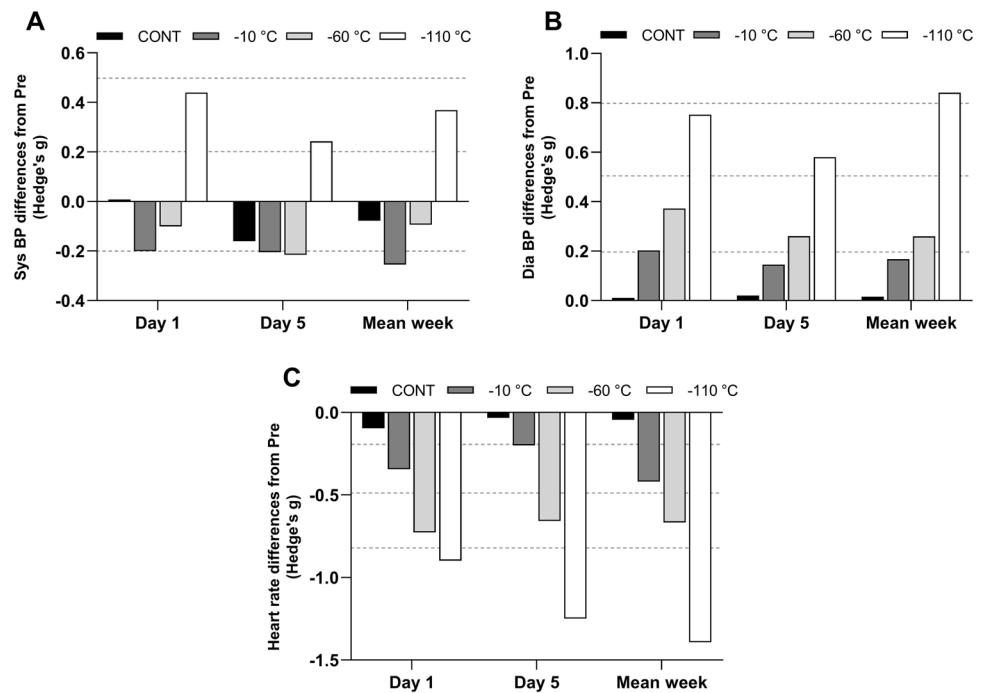 A
CONT -10 °C -60 °C -110 °C
Sys BP differences from Pre
(Hedge's g)
0.6
0.4
0.2
0.0
-0.2
-0.4
Day 1 Day 5 Mean week
B
CONT -10 °C -60 °C -110 °C
Dia BP differences from Pre
(Hedge's g)
1.0
0.8
0.6
0.4
0.2
0.0
Day 1 Day 5 Mean week
C
CONT -10 °C -60 °C -110 °C
Heart rate differences from Pre
(Hedge's g)
0.0
-0.5
-1.0
-1.5
Day 1 Day 5 Mean week